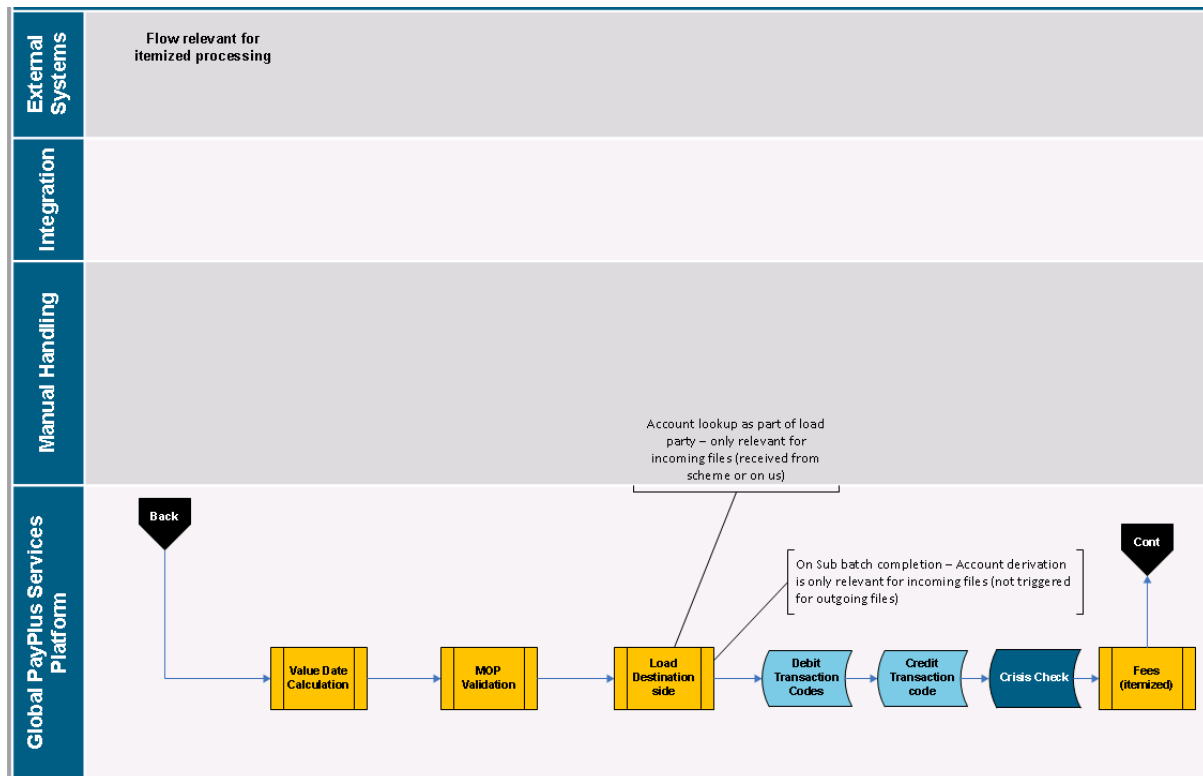 External
Systems
Flow relevant for
itemized processing
Integration
Manual Handling
Account lookup as part of load
party – only relevant for
incoming files (received from
scheme or on us)
Global PayPlus Services
Platform
Back
Cont
On Sub batch completion – Account derivation
is only relevant for incoming files (not triggered
for outgoing files)
Value Date
Calculation
MOP
Validation
Load
Destination
side
Debit
Transaction
Codes
Credit
Transaction
code
Crisis Check
Fees
(itemized)